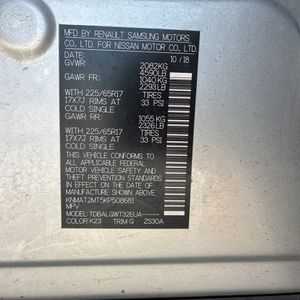 MFD BY RENAULT SAMSUNG MOTORS
CO. LTD. FOR NISSAN MOTOR CO. LTD.
DATE: 10/18
GVWR: 2082KG
4590LB
GAWR FR: 1040 KG
2293LB
WITH 225/65R17 TIRES
17X7J RIMS AT 33 PSI
COLD SINGLE
GAWR RR: 1055 KG
2326LB
WITH 225/65R17 TIRES
17X7J RIMS AT 33 PSI
COLD SINGLE
THIS VEHICLE CONFORMS TO ALL
APPLICABLE U.S. FEDERAL MOTOR
VEHICLE SAFETY AND THEFT
PREVENTION STANDARDS IN EFFECT
ON THE DATE OF MANUFACTURE
SHOWN ABOVE.
KNMAT2MT5KP508681
MPV
MODEL: TDBALQWT32EUA-----
COLOR: K23 TRIM: G ZS30A